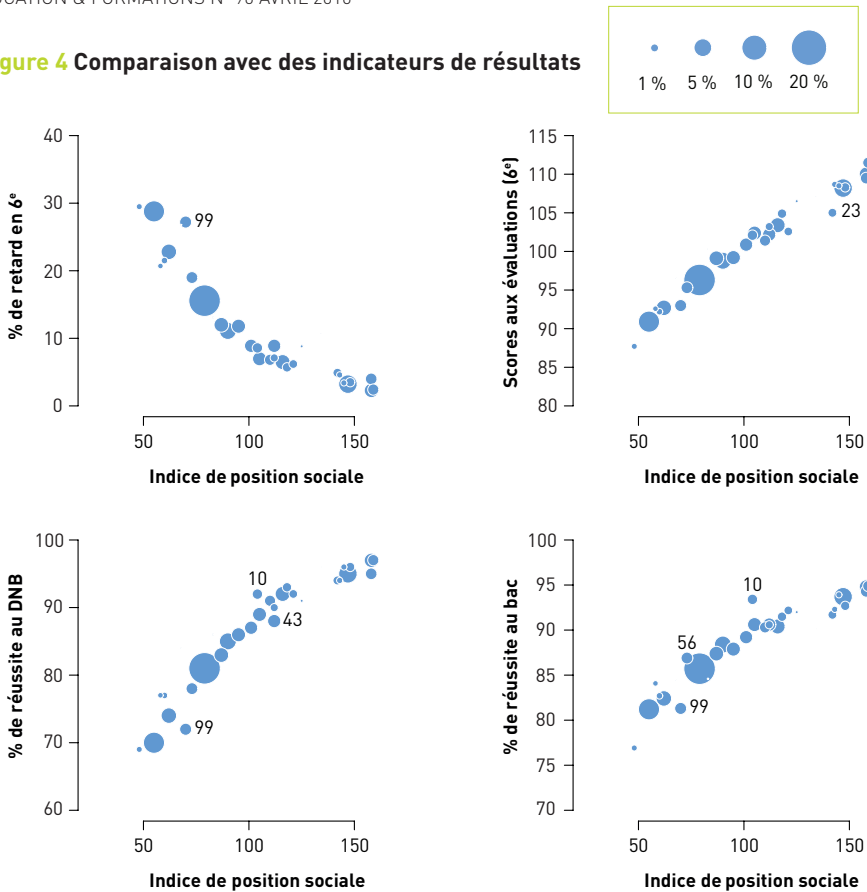 Figure 4 Comparaison avec des indicateurs de résultats
1 % 5 % 10 % 20 %
% de retard en 6e
40
30
20
10
0
99
50 100 150
Indice de position sociale
Scores aux évaluations (6e)
115
110
105
100
95
90
85
80
23
50 100 150
Indice de position sociale
% de réussite au DNB
100
90
80
70
60
10
43
99
50 100 150
Indice de position sociale
% de réussite au bac
100
95
90
85
80
75
70
10
56
99
50 100 150
Indice de position sociale